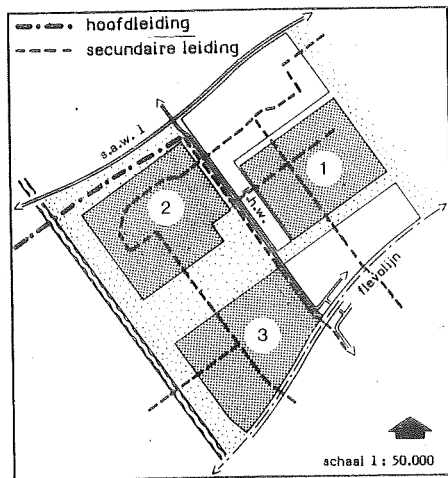 hoofdleiding
secundaire leiding
s.a.w. 1
1
2
h.w.
3
flevolijn
schaal 1 : 50.000